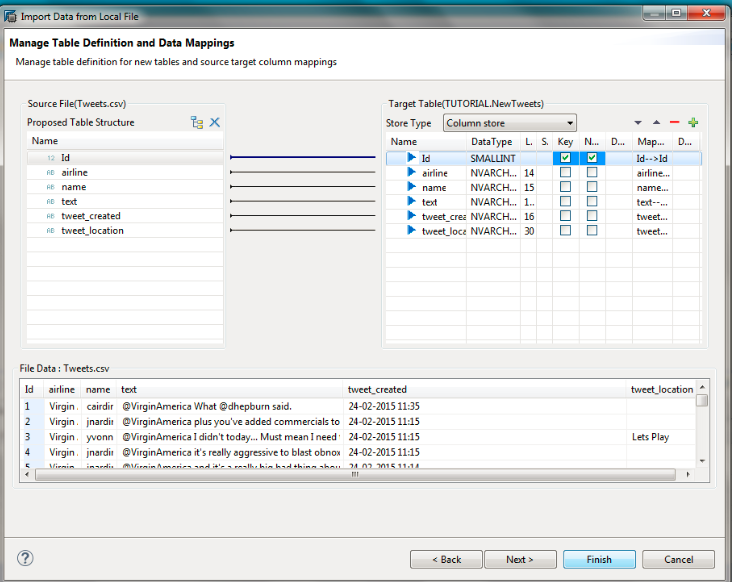 Import Data from Local File
Manage Table Definition and Data Mappings
Manage table definition for new tables and source target column mappings
Source File(Tweets.csv)
Proposed Table Structure
Name
12 Id
AB airline
AB name
AB text
AB tweet_created
AB tweet_location
Target Table(TUTORIAL.NewTweets)
Store Type Column store
Name DataType L. S. Key N... D... Map... D...
Id SMALLINT Id-->Id
airline NVARCH... 14 airline...
name NVARCH... 15 name...
text NVARCH... 1.. text--...
tweet_crea NVARCH... 16 tweet...
tweet_loca NVARCH... 30 tweet...
File Data : Tweets.csv
Id airline name text tweet_created tweet_location
1 Virgin . cairdir @VirginAmerica What @dhepburn said. 24-02-2015 11:35
2 Virgin . jnardir @VirginAmerica plus you've added commercials to 24-02-2015 11:15
3 Virgin . yvonn @VirginAmerica I didn't today... Must mean I need 24-02-2015 11:15 Lets Play
4 Virgin . jnardir @VirginAmerica it's really aggressive to blast obnox 24-02-2015 11:15
5 Virgin . jnardir @VirginAmerica and it's a really big bad thing about 24-02-2015 11:14
< Back
Next >
Finish
Cancel